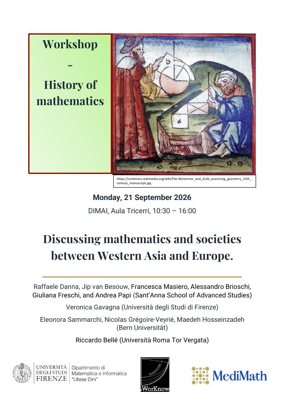 Workshop
-
History of
mathematics
https://commons.wikimedia.org/wiki/File:Westerner_and_Arab_practicing_geometry_15th_
century_manuscript.jpg
Monday, 21 September 2026
DIMAI, Aula Tricerri, 10:30 – 16:00
Discussing mathematics and societies
between Western Asia and Europe.
Raffaele Danna, Jip van Besouw, Francesca Masiero, Alessandro Brioschi,
Giuliana Freschi, and Andrea Papi (Sant'Anna School of Advanced Studies)
Veronica Gavagna (Università degli Studi di Firenze)
Eleonora Sammarchi, Nicolas Grégoire-Veyrié, Maedeh Hosseinzadeh
(Bern Universität)
Riccardo Bellé (Università Roma Tor Vergata)
UNIVERSITÀ
DEGLI STUDI
FIRENZE
Dipartimento di
Matematica e Informatica
"Ulisse Dini"
WorKnow
MediMath